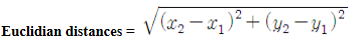 Euclidian distances = √(x₂ − x₁)² + (y₂ − y₁)²